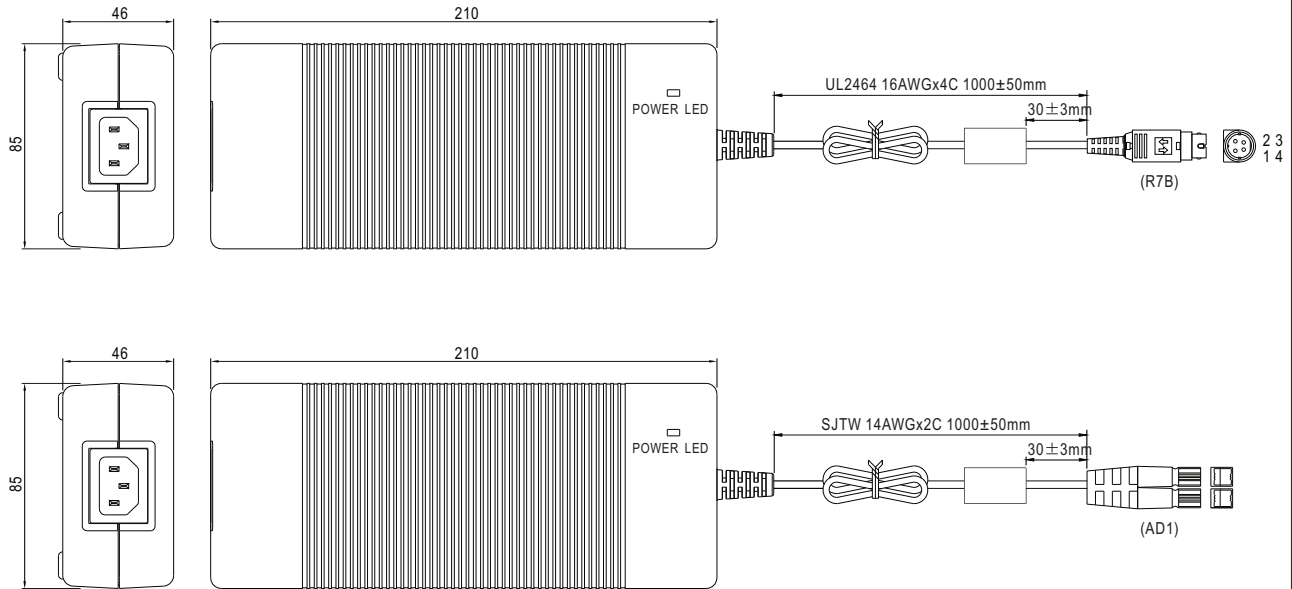 46
210
85
POWER LED
UL2464 16AWGx4C 1000±50mm
30±3mm
2 3
1 4
(R7B)
46
210
85
POWER LED
SJTW 14AWGx2C 1000±50mm
30±3mm
(AD1)